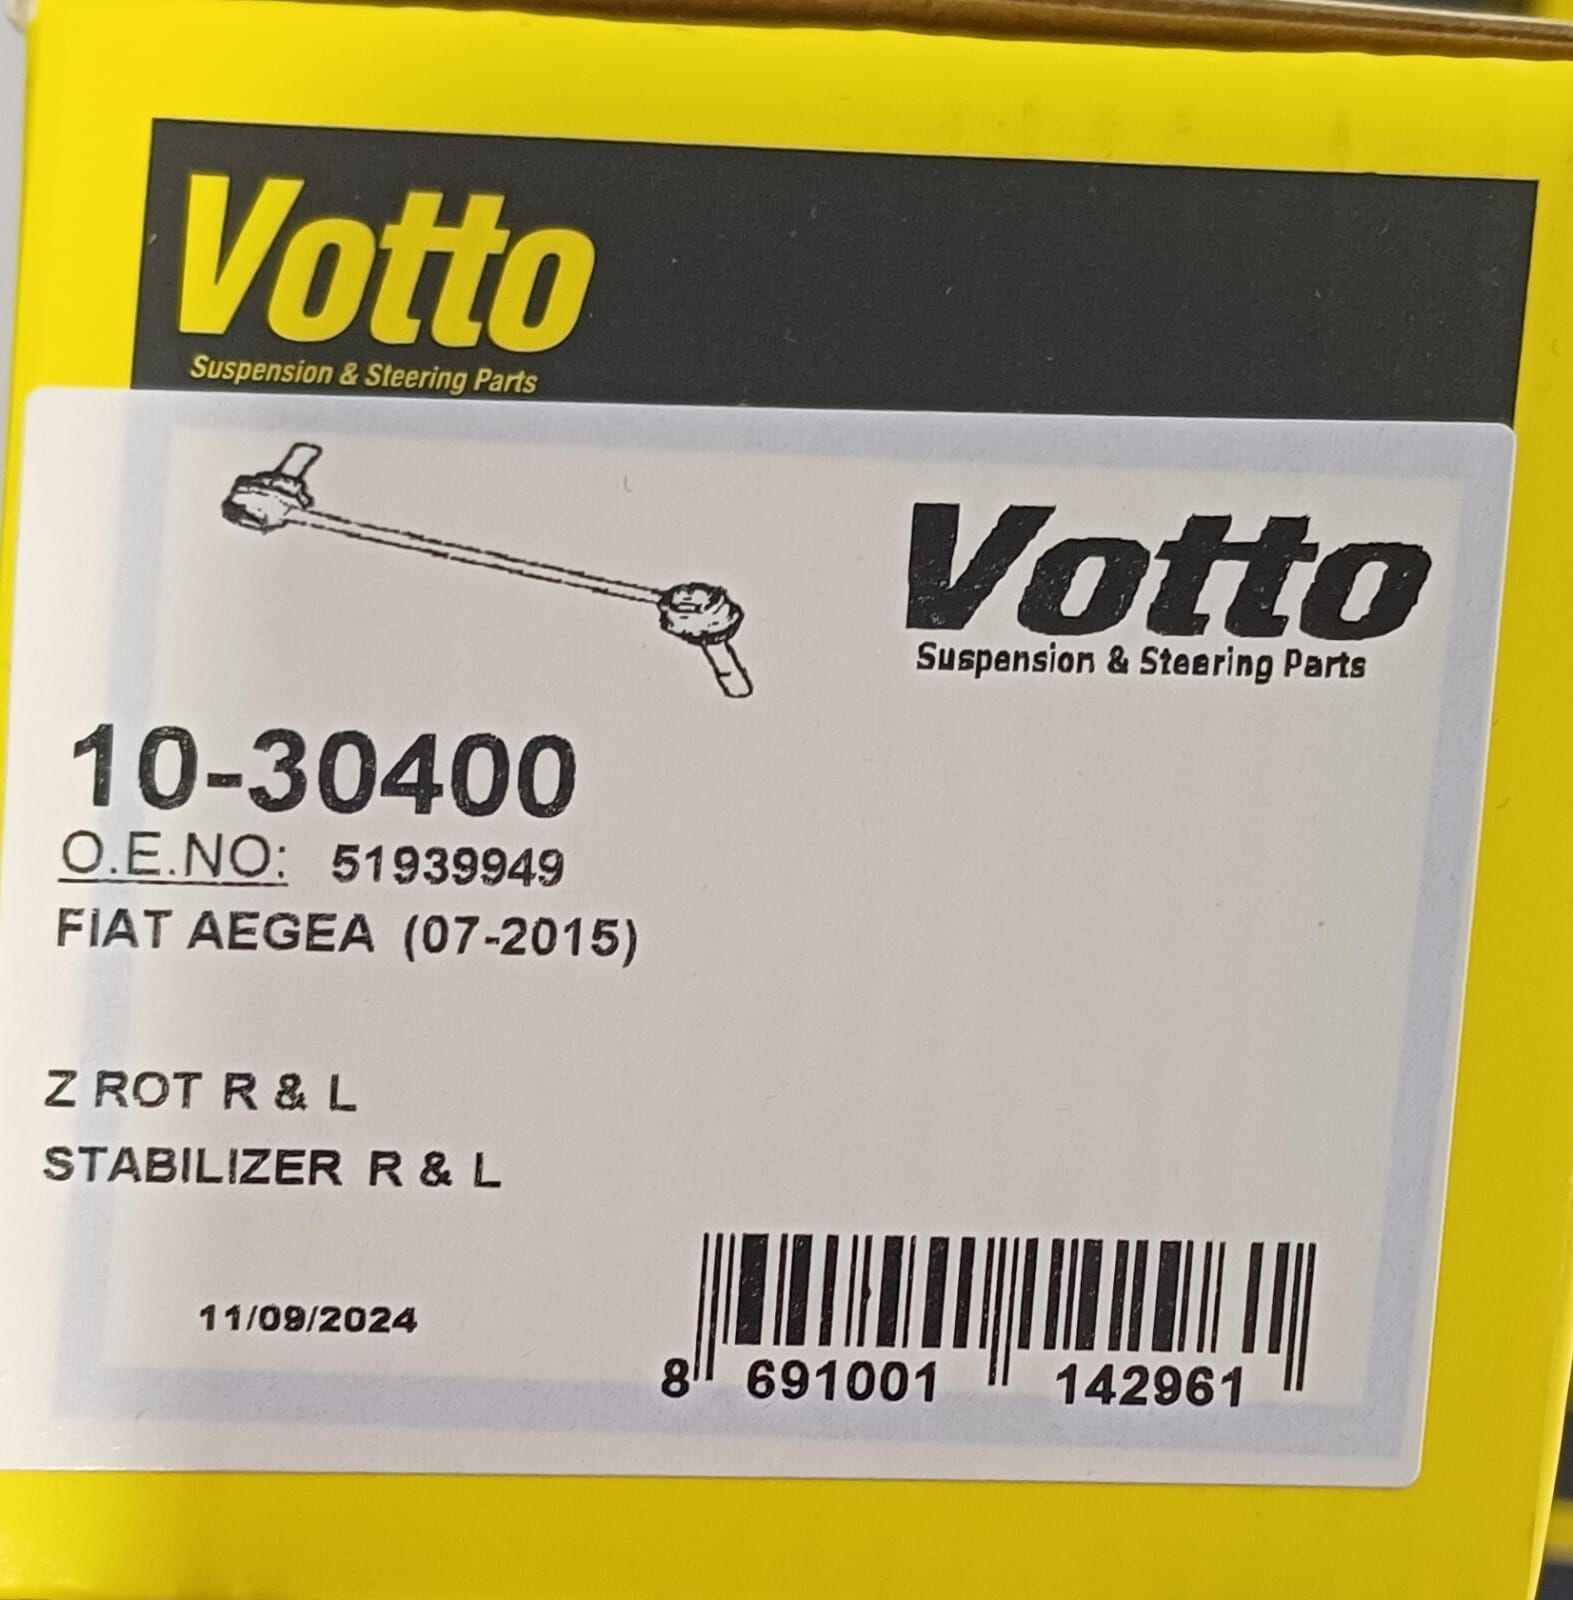 Votto
Suspension & Steering Parts
Votto
Suspension & Steering Parts
10-30400
O.E.NO: 51939949
FIAT AEGEA (07-2015)
Z ROT R & L
STABILIZER R & L
11/09/2024
8 691001 142961